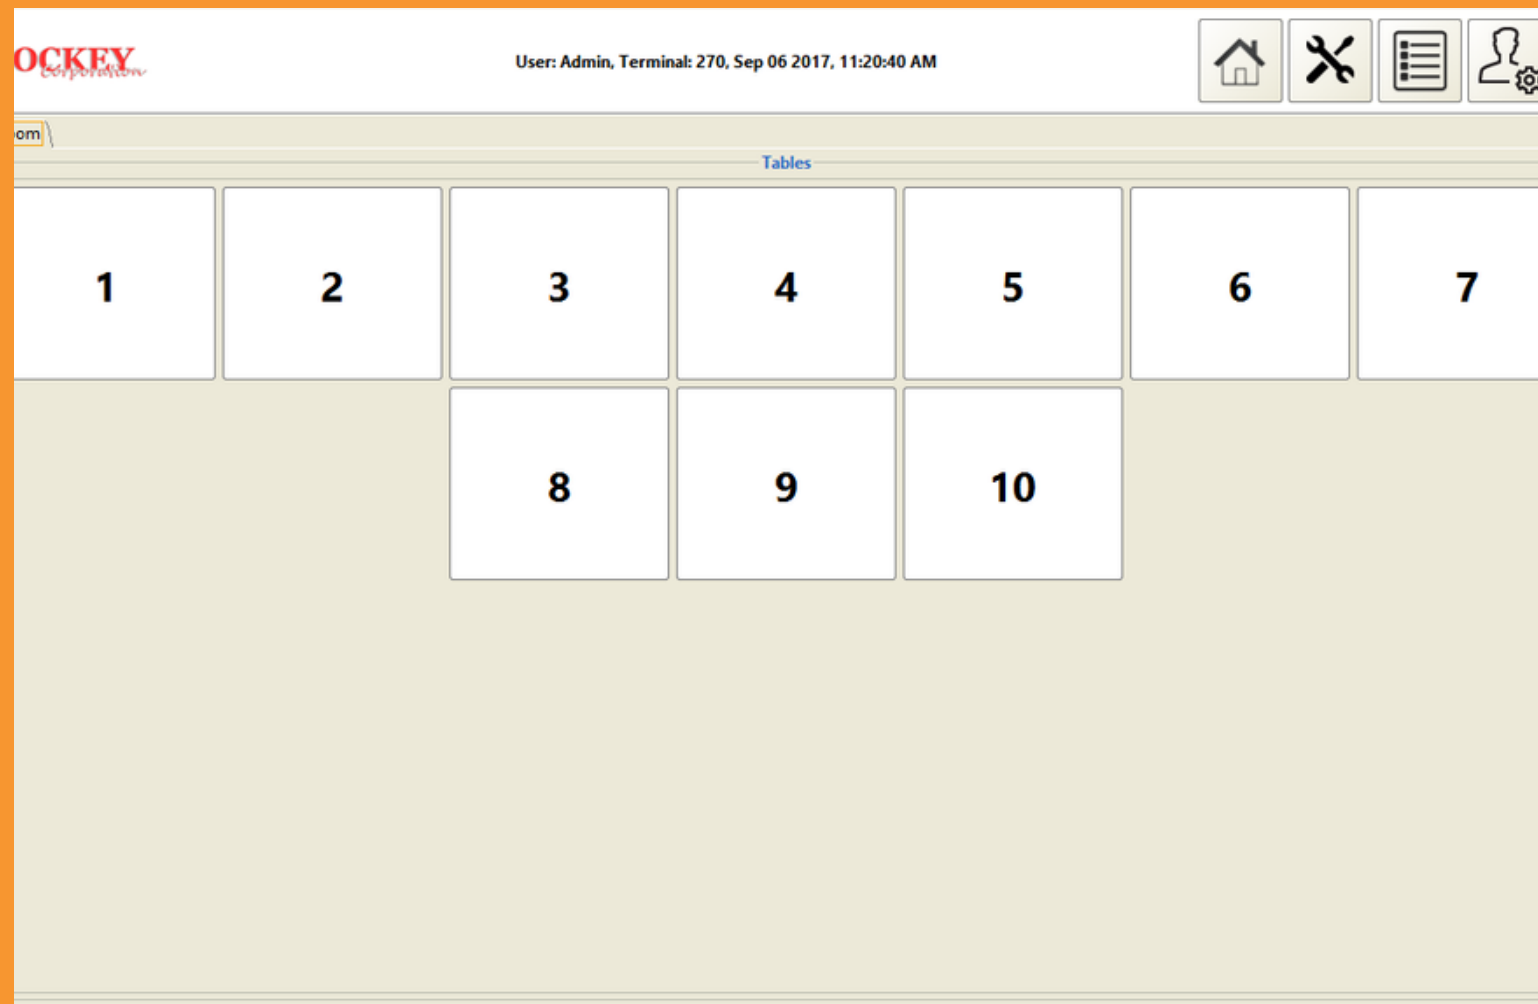 OCKEY
Corporation
User: Admin, Terminal: 270, Sep 06 2017, 11:20:40 AM
om
Tables
1 2 3 4 5 6 7
8 9 10